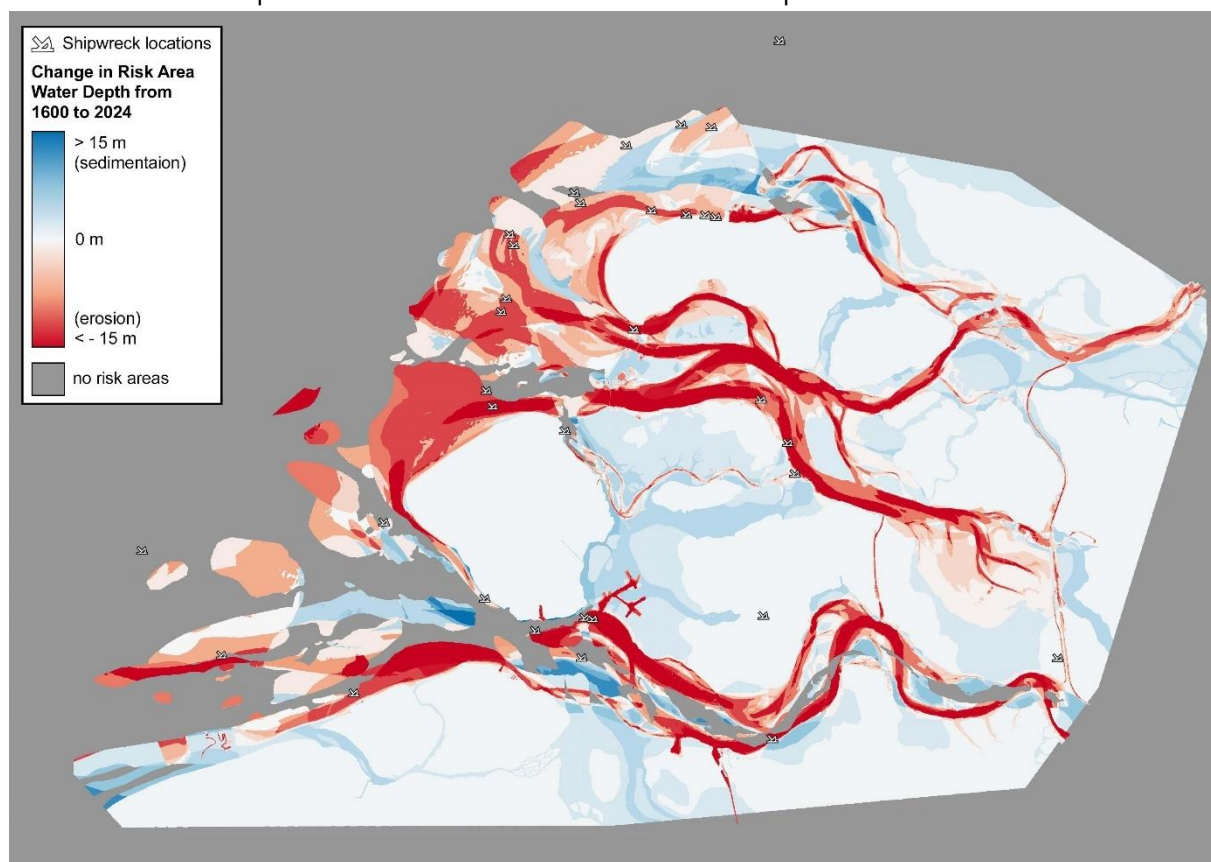 Shipwreck locations
Change in Risk Area
Water Depth from
1600 to 2024
> 15 m
(sedimentaion)
0 m
(erosion)
< - 15 m
no risk areas